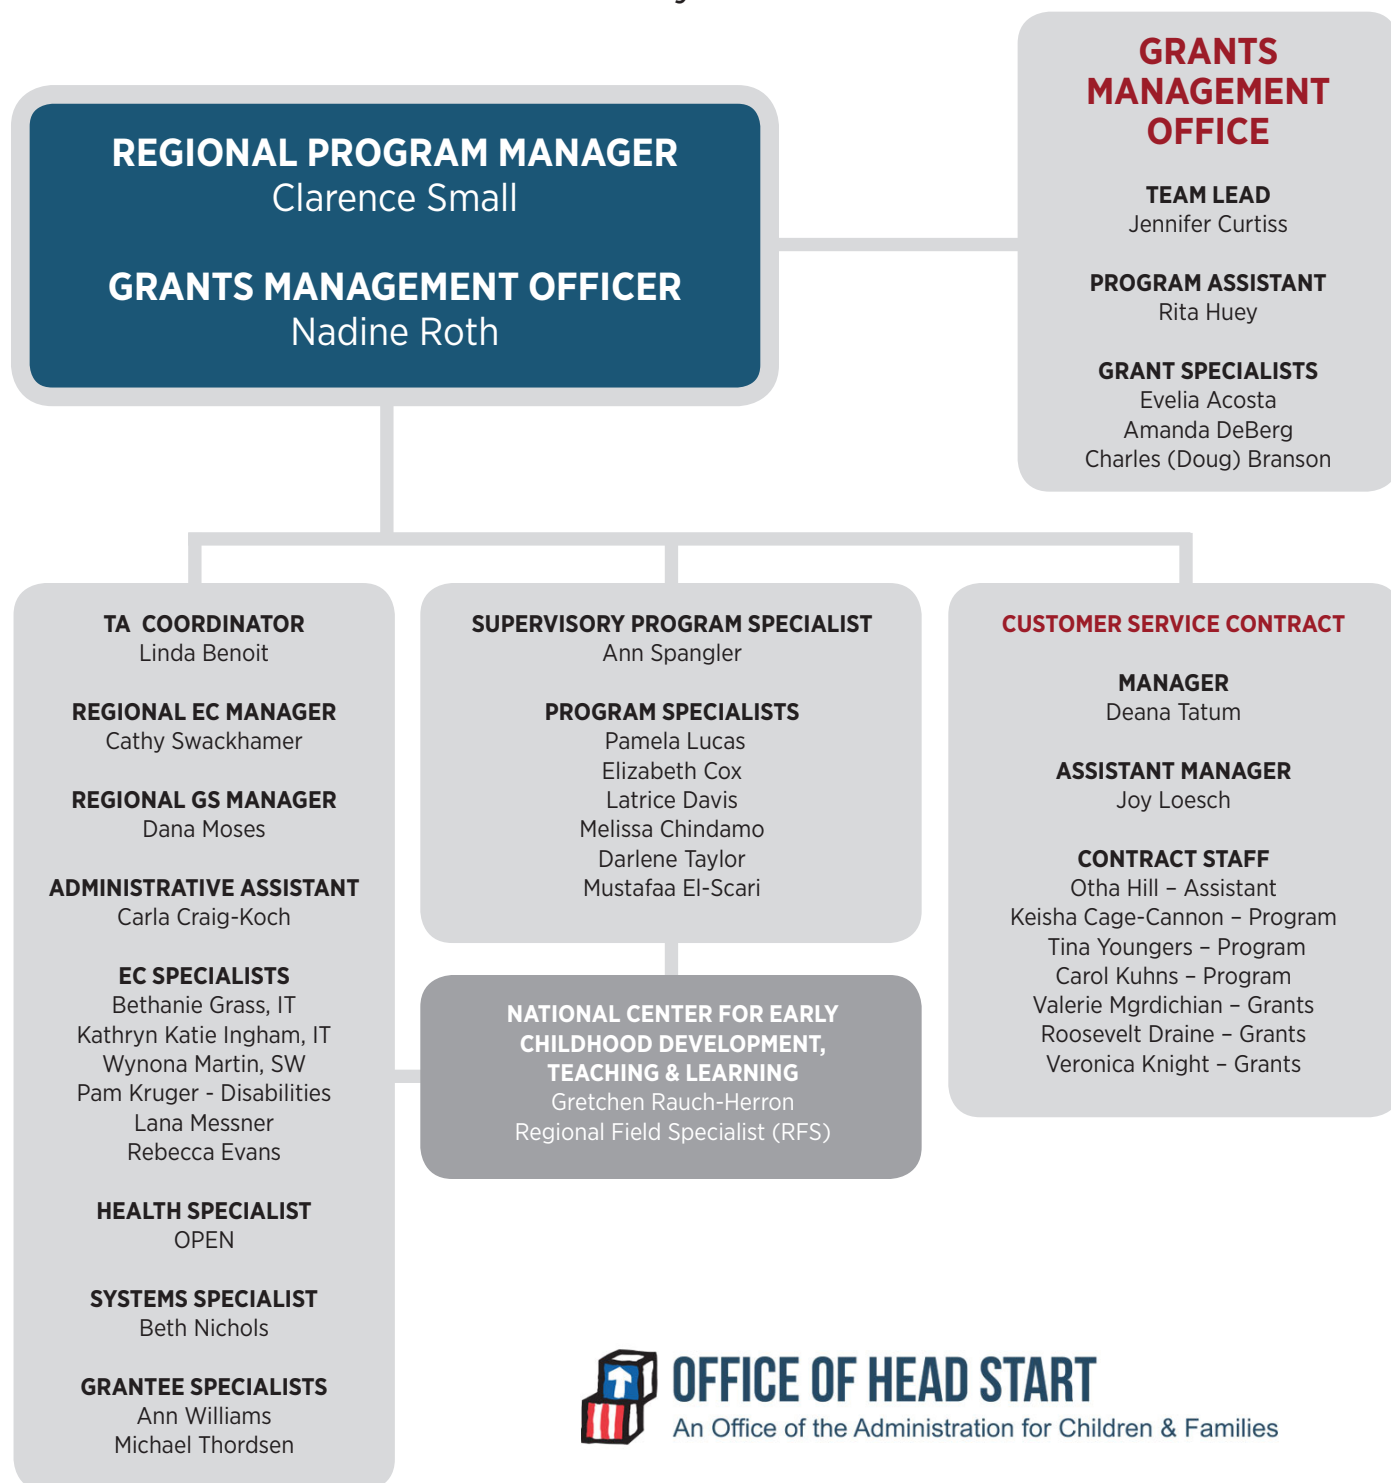 REGIONAL PROGRAM MANAGER
Clarence Small
GRANTS MANAGEMENT OFFICER
Nadine Roth
GRANTS
MANAGEMENT
OFFICE
TEAM LEAD
Jennifer Curtiss
PROGRAM ASSISTANT
Rita Huey
GRANT SPECIALISTS
Evelia Acosta
Amanda DeBerg
Charles (Doug) Branson
TA COORDINATOR
Linda Benoit
REGIONAL EC MANAGER
Cathy Swackhamer
REGIONAL GS MANAGER
Dana Moses
ADMINISTRATIVE ASSISTANT
Carla Craig-Koch
EC SPECIALISTS
Bethanie Grass, IT
Kathryn Katie Ingham, IT
Wynona Martin, SW
Pam Kruger - Disabilities
Lana Messner
Rebecca Evans
HEALTH SPECIALIST
OPEN
SYSTEMS SPECIALIST
Beth Nichols
GRANTEE SPECIALISTS
Ann Williams
Michael Thordsen
SUPERVISORY PROGRAM SPECIALIST
Ann Spangler
PROGRAM SPECIALISTS
Pamela Lucas
Elizabeth Cox
Latrice Davis
Melissa Chindamo
Darlene Taylor
Mustafaa El-Scari
NATIONAL CENTER FOR EARLY
CHILDHOOD DEVELOPMENT,
TEACHING & LEARNING
Gretchen Rauch-Herron
Regional Field Specialist (RFS)
CUSTOMER SERVICE CONTRACT
MANAGER
Deana Tatum
ASSISTANT MANAGER
Joy Loesch
CONTRACT STAFF
Otha Hill – Assistant
Keisha Cage-Cannon – Program
Tina Youngers – Program
Carol Kuhns – Program
Valerie Mgrdichian – Grants
Roosevelt Draine – Grants
Veronica Knight – Grants
OFFICE OF HEAD START
An Office of the Administration for Children & Families